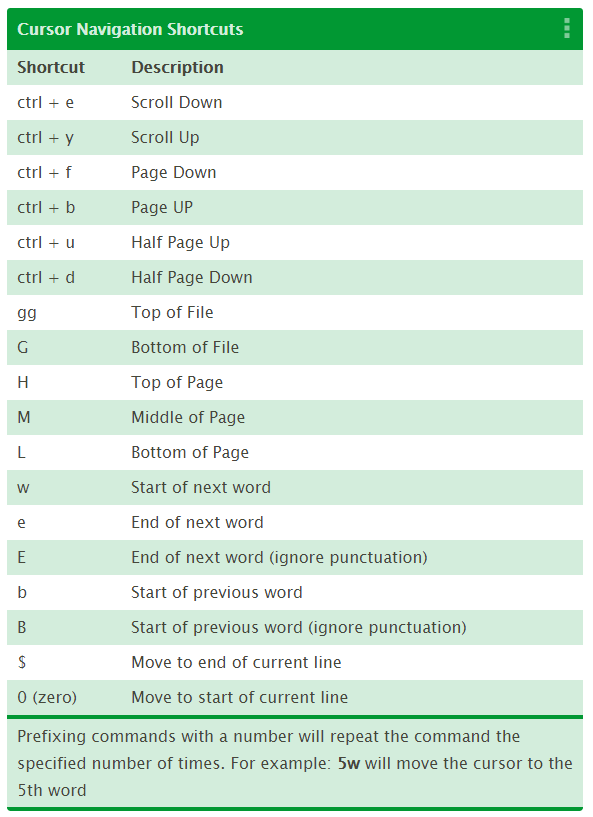 Cursor Navigation Shortcuts
Shortcut Description
ctrl + e Scroll Down
ctrl + y Scroll Up
ctrl + f Page Down
ctrl + b Page UP
ctrl + u Half Page Up
ctrl + d Half Page Down
gg Top of File
G Bottom of File
H Top of Page
M Middle of Page
L Bottom of Page
w Start of next word
e End of next word
E End of next word (ignore punctuation)
b Start of previous word
B Start of previous word (ignore punctuation)
$ Move to end of current line
0 (zero) Move to start of current line
Prefixing commands with a number will repeat the command the
specified number of times. For example: 5w will move the cursor to the
5th word